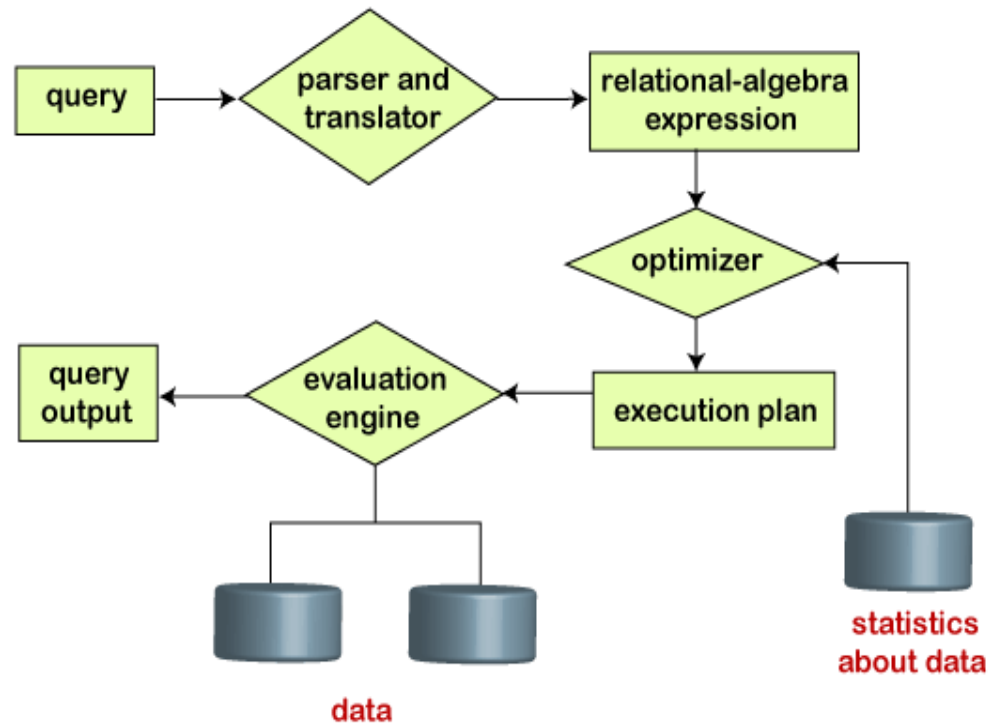 query
parser and
translator
relational-algebra
expression
optimizer
query
output
evaluation
engine
execution plan
statistics
about data
data